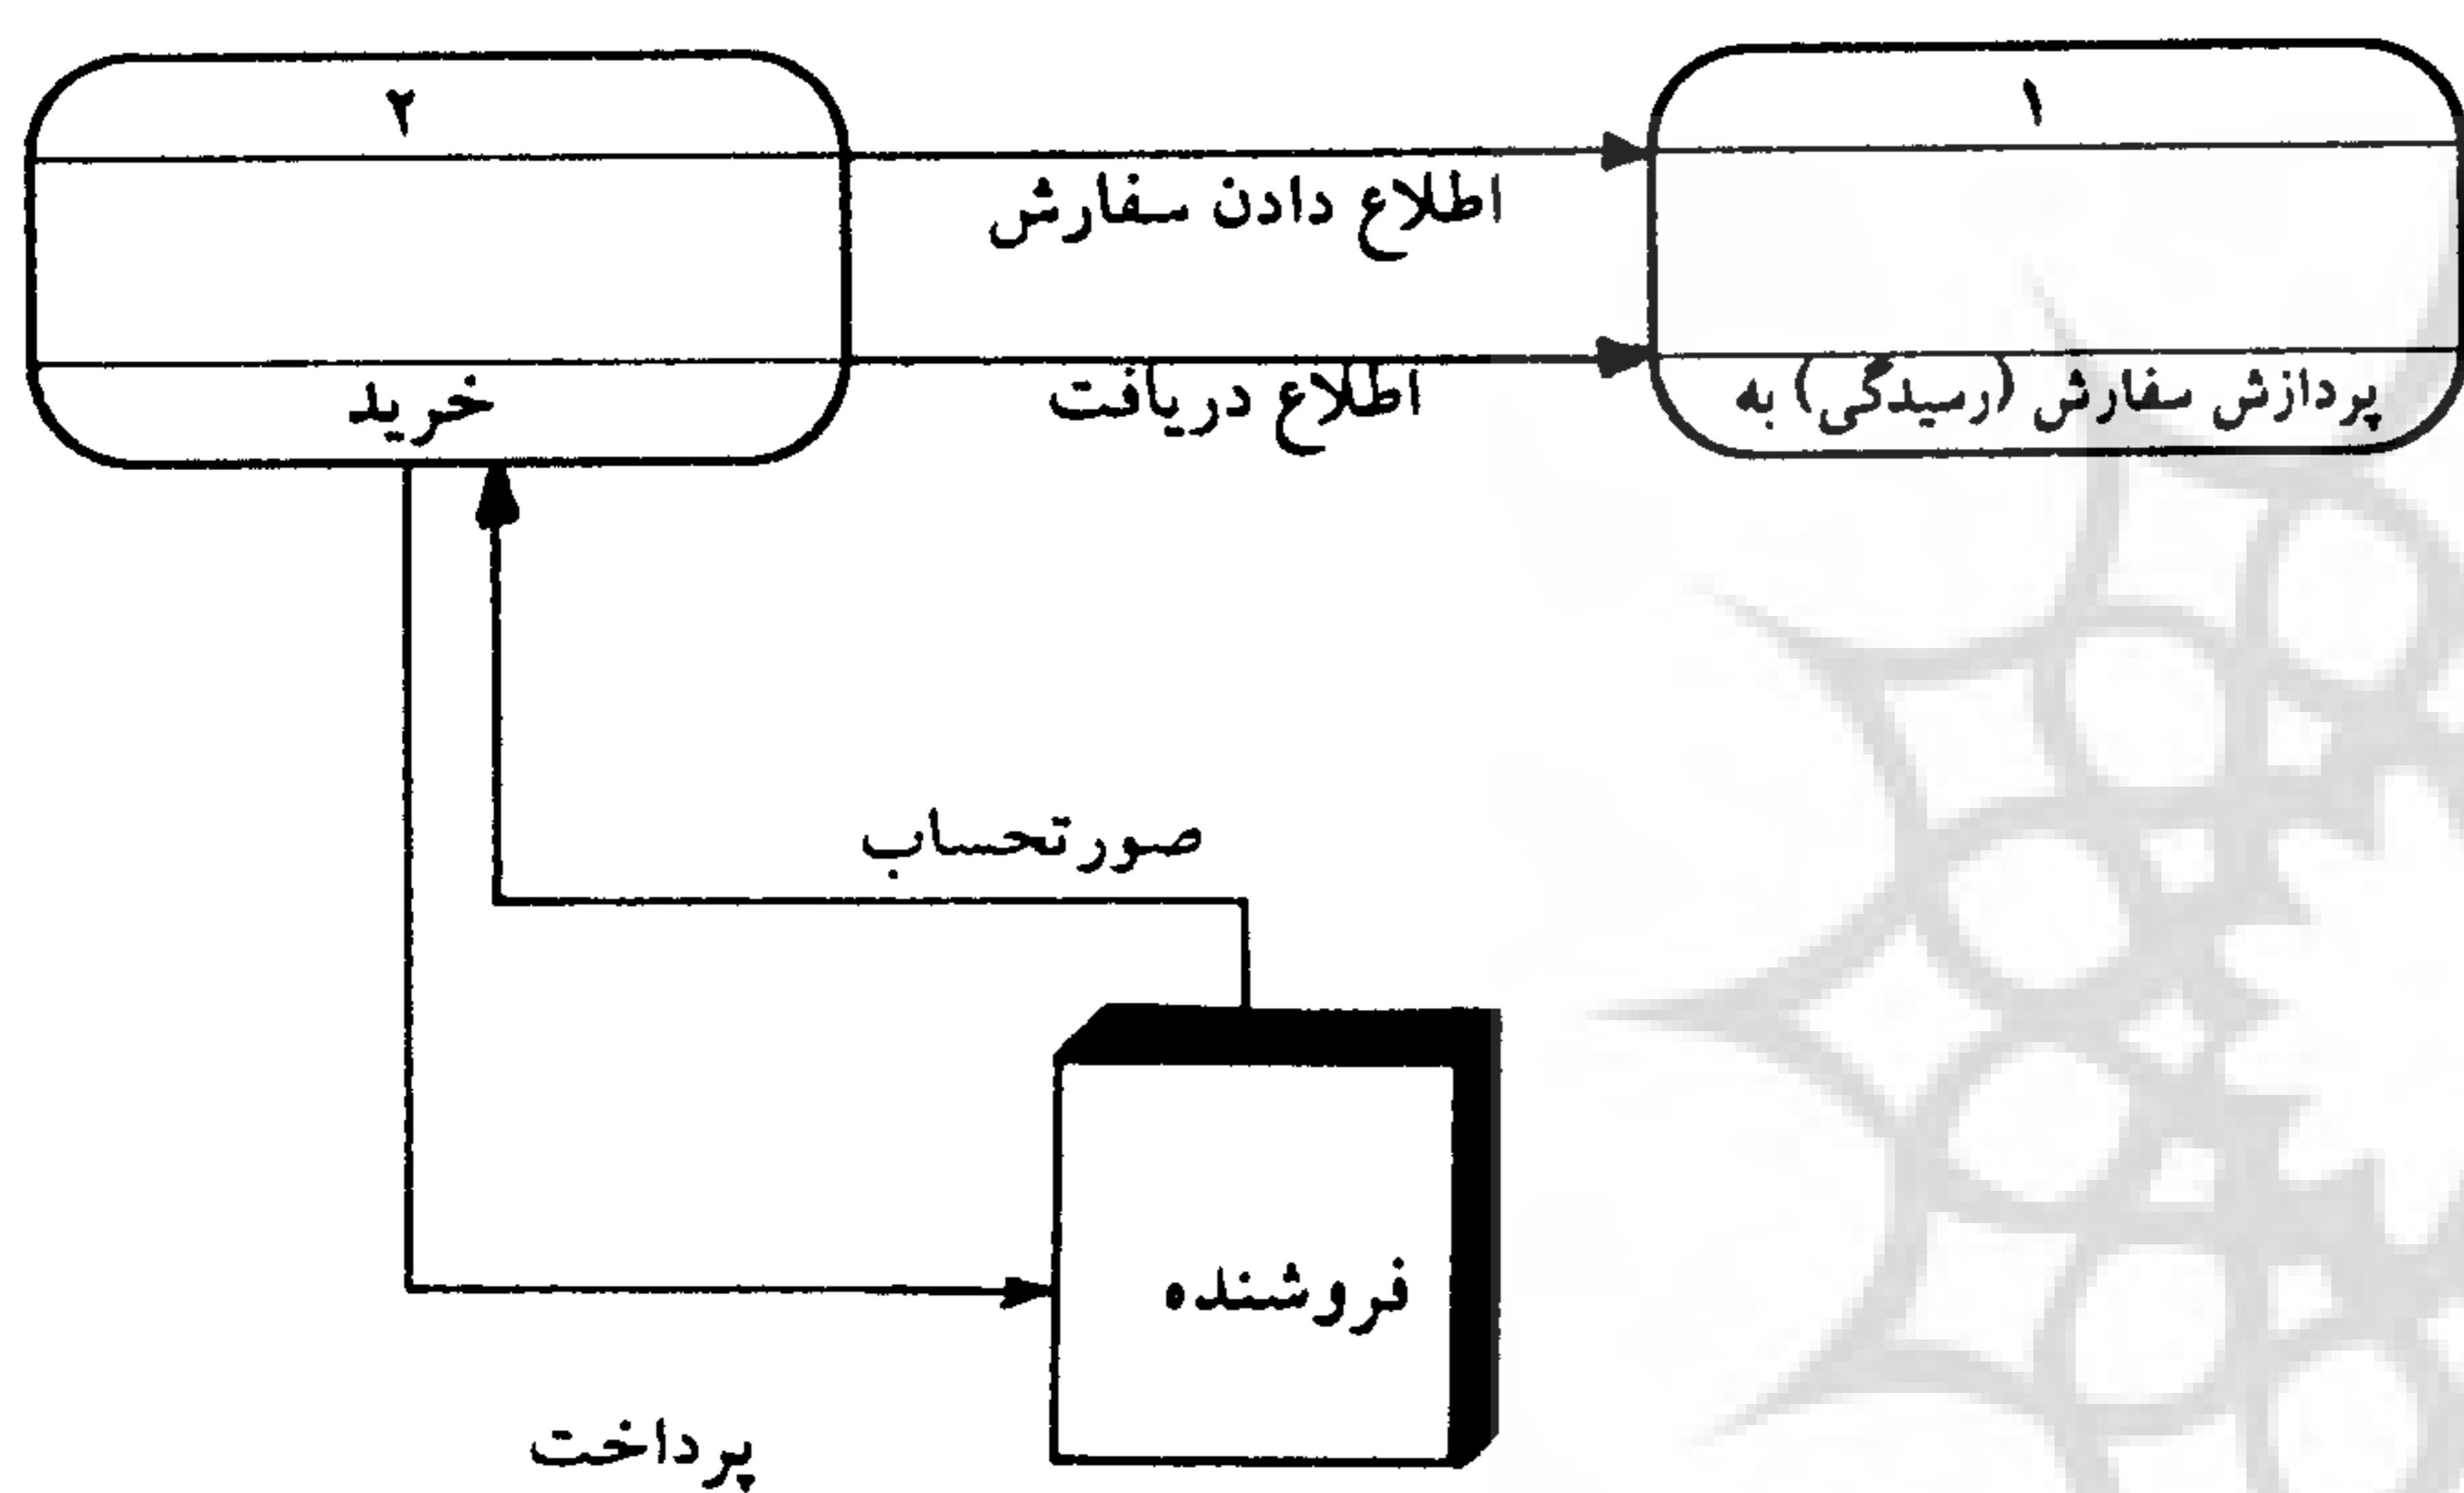 ۱
۲
اطلاع دادن سفارش
پردازش سفارش (رسیدگی) به
اطلاع دریافت
خرید
صورتحساب
فروشنده
پرداخت